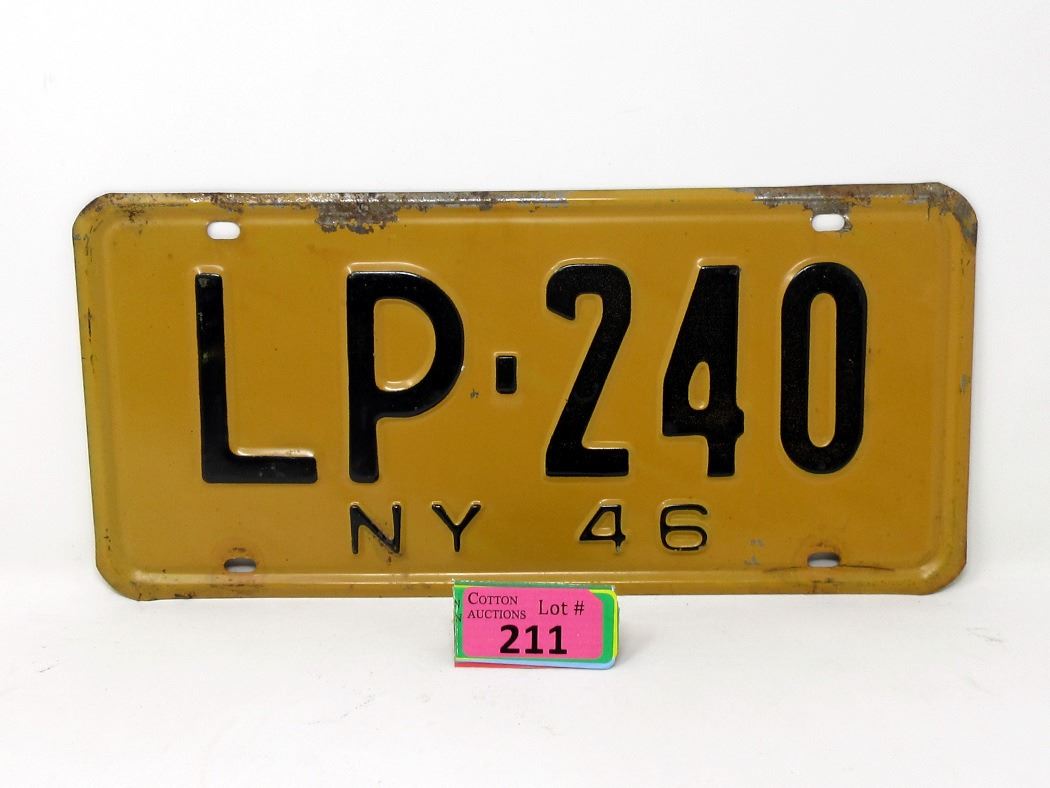 LP-240
NY 46
COTTON AUCTIONS Lot #
211